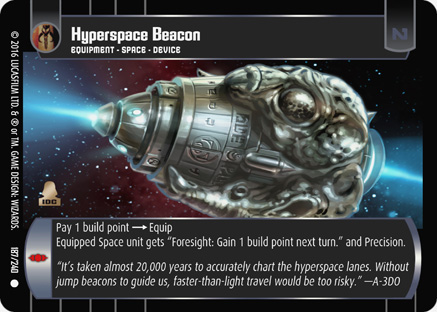 Hyperspace Beacon
EQUIPMENT • SPACE • DEVICE
N
IOC
Pay 1 build point → Equip
Equipped Space unit gets "Foresight: Gain 1 build point next turn." and Precision.
"It's taken almost 20,000 years to accurately chart the hyperspace lanes. Without
jump beacons to guide us, faster-than-light travel would be too risky." —A-3DO
© 2016 LUCASFILM LTD. & ® or TM. GAME DESIGN: WIZARDS.
187/240